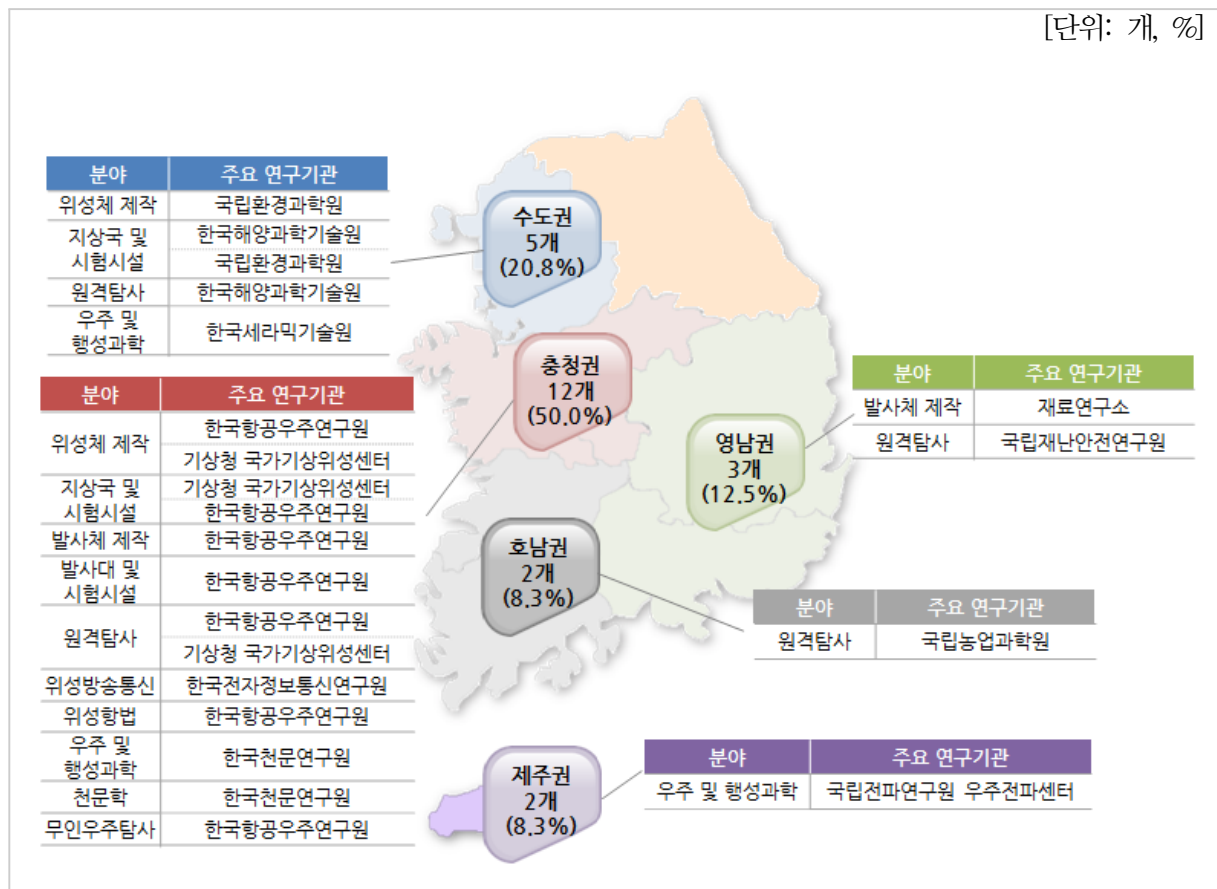 [단위: 개, %]
분야 주요 연구기관
위성체 제작 국립환경과학원
지상국 및 시험시설 한국해양과학기술원
국립환경과학원
원격탐사 한국해양과학기술원
우주 및 행성과학 한국세라믹기술원
수도권
5개
(20.8%)
충청권
12개
(50.0%)
분야 주요 연구기관
위성체 제작 한국항공우주연구원
기상청 국가기상위성센터
지상국 및 시험시설 기상청 국가기상위성센터
한국항공우주연구원
발사체 제작 한국항공우주연구원
발사대 및 시험시설 한국항공우주연구원
원격탐사 한국항공우주연구원
기상청 국가기상위성센터
위성방송통신 한국전자정보통신연구원
위성항법 한국항공우주연구원
우주 및 행성과학 한국천문연구원
천문학 한국천문연구원
무인우주탐사 한국항공우주연구원
영남권
3개
(12.5%)
분야 주요 연구기관
발사체 제작 재료연구소
원격탐사 국립재난안전연구원
호남권
2개
(8.3%)
분야 주요 연구기관
원격탐사 국립농업과학원
제주권
2개
(8.3%)
분야 주요 연구기관
우주 및 행성과학 국립전파연구원 우주전파센터